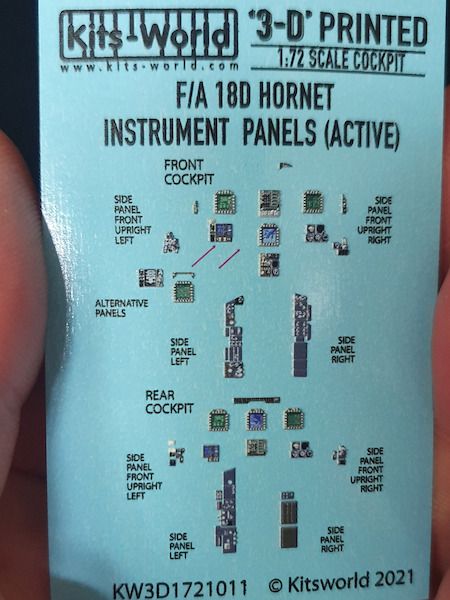 Kits-World
www.kits-world.com
"3-D" PRINTED
1:72 SCALE COCKPIT
F/A 18D HORNET
INSTRUMENT PANELS (ACTIVE)
FRONT
COCKPIT
SIDE
PANEL
FRONT
UPRIGHT
LEFT
SIDE
PANEL
FRONT
UPRIGHT
RIGHT
ALTERNATIVE
PANELS
SIDE
PANEL
LEFT
SIDE
PANEL
RIGHT
REAR
COCKPIT
SIDE
PANEL
FRONT
UPRIGHT
LEFT
SIDE
PANEL
FRONT
UPRIGHT
RIGHT
SIDE
PANEL
LEFT
SIDE
PANEL
RIGHT
KW3D1721011 © Kitsworld 2021